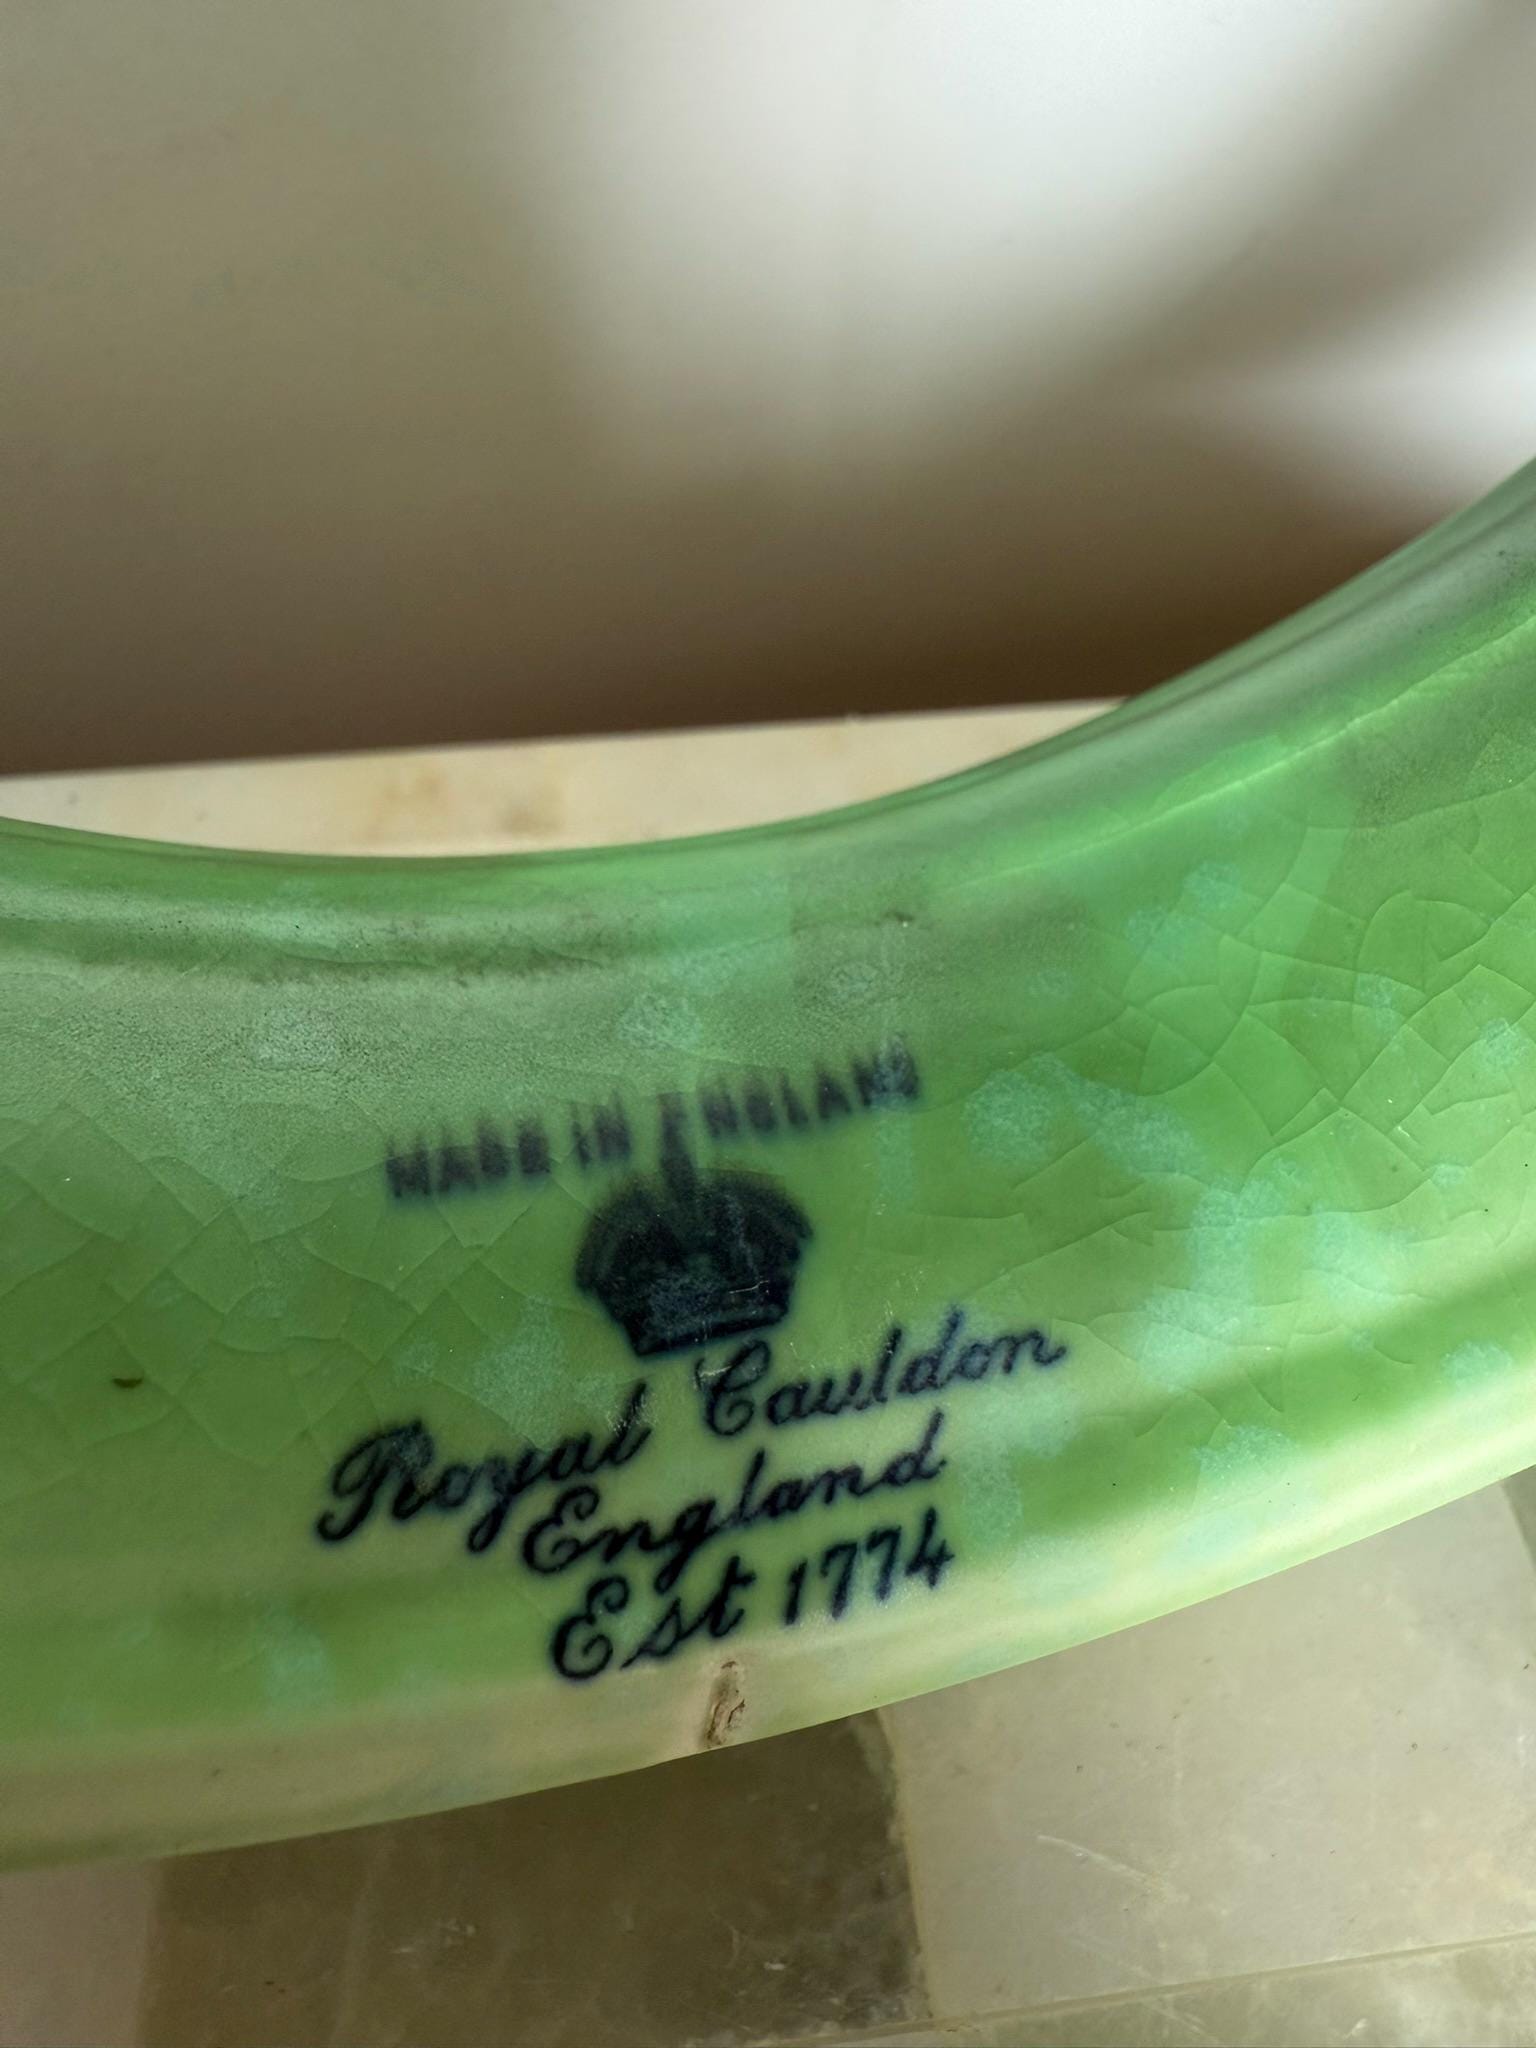 MADE IN ENGLAND
Royal Cauldon
England
Est 1774